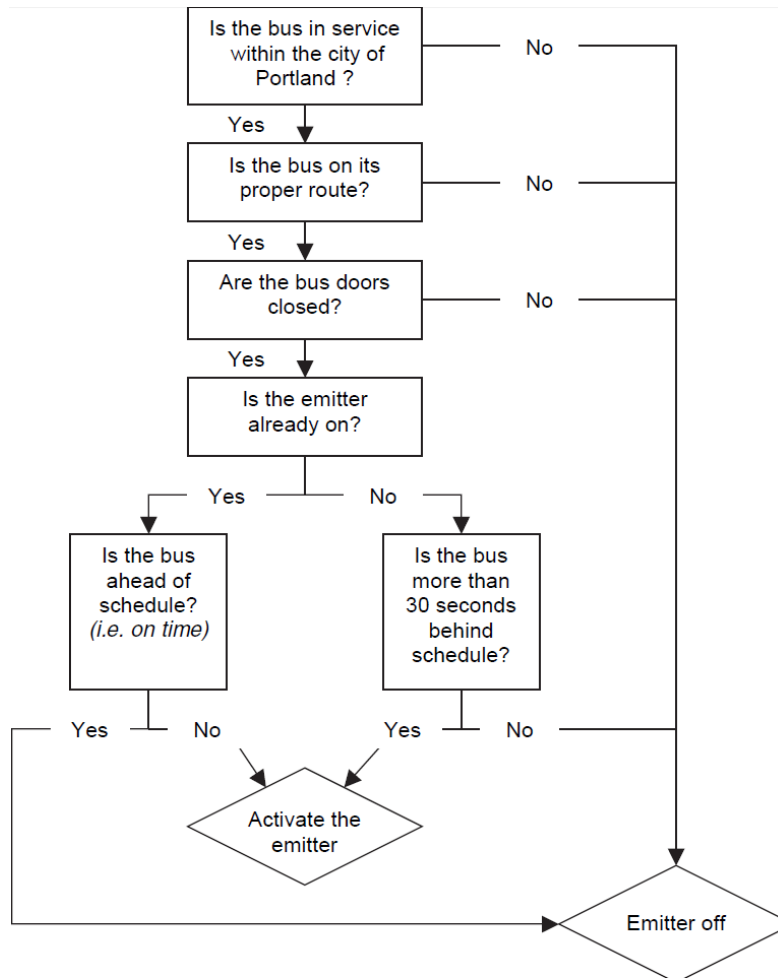 Is the bus in service
within the city of
Portland ?
No
Yes
Is the bus on its
proper route?
No
Yes
Are the bus doors
closed?
No
Yes
Is the emitter
already on?
Yes
No
Is the bus
ahead of
schedule?
(i.e. on time)
Is the bus
more than
30 seconds
behind
schedule?
Yes
No
Yes
No
Activate the
emitter
Emitter off